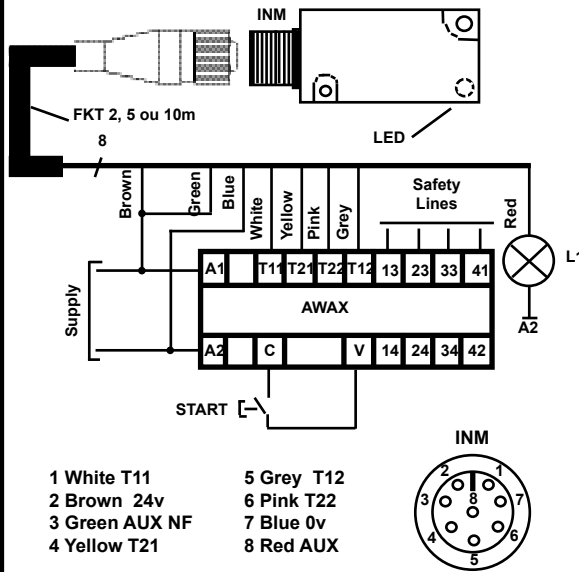 INM
FKT 2, 5 ou 10m
LED
8
Brown
Green
Blue
White
Yellow
Pink
Grey
Safety
Lines
Red
L1
A2
Supply
A1 T11 T21 T22 T12 13 23 33 41
AWAX
A2 C V 14 24 34 42
START
INM
1 White T11
2 Brown 24v
3 Green AUX NF
4 Yellow T21
5 Grey T12
6 Pink T22
7 Blue 0v
8 Red AUX
2 1
3 8 7
4 6
5